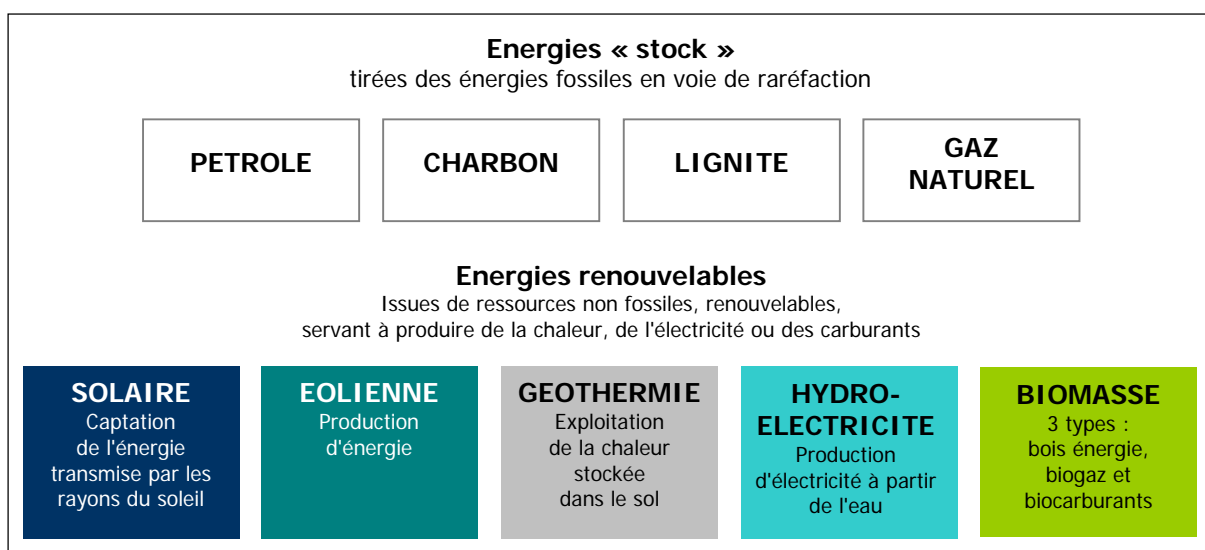 Energies « stock »
tirées des énergies fossiles en voie de raréfaction
PETROLE
CHARBON
LIGNITE
GAZ
NATUREL
Energies renouvelables
Issues de ressources non fossiles, renouvelables,
servant à produire de la chaleur, de l'électricité ou des carburants
SOLAIRE
Captation
de l'énergie
transmise par les
rayons du soleil
EOLIENNE
Production
d'énergie
GEOTHERMIE
Exploitation
de la chaleur
stockée
dans le sol
HYDRO-
ELECTRICITE
Production
d'électricité à partir
de l'eau
BIOMASSE
3 types :
bois énergie,
biogaz et
biocarburants